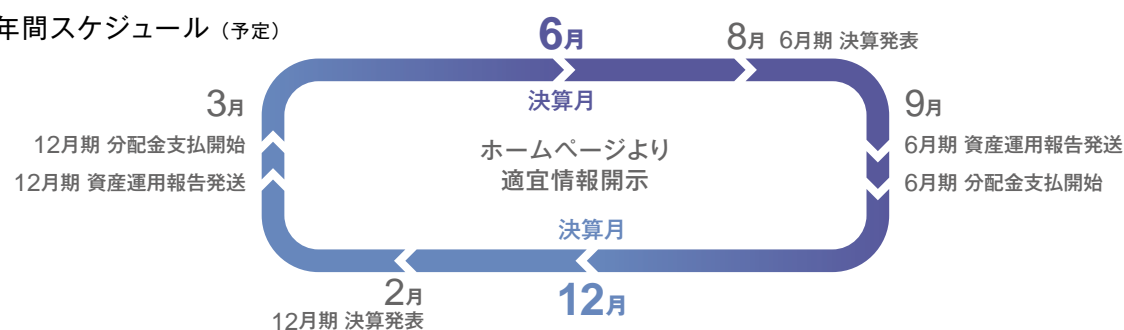 年間スケジュール（予定）
6月
決算月
8月 6月期 決算発表
9月
6月期 資産運用報告発送
6月期 分配金支払開始
ホームページより
適宜情報開示
決算月
12月
2月
12月期 決算発表
3月
12月期 分配金支払開始
12月期 資産運用報告発送